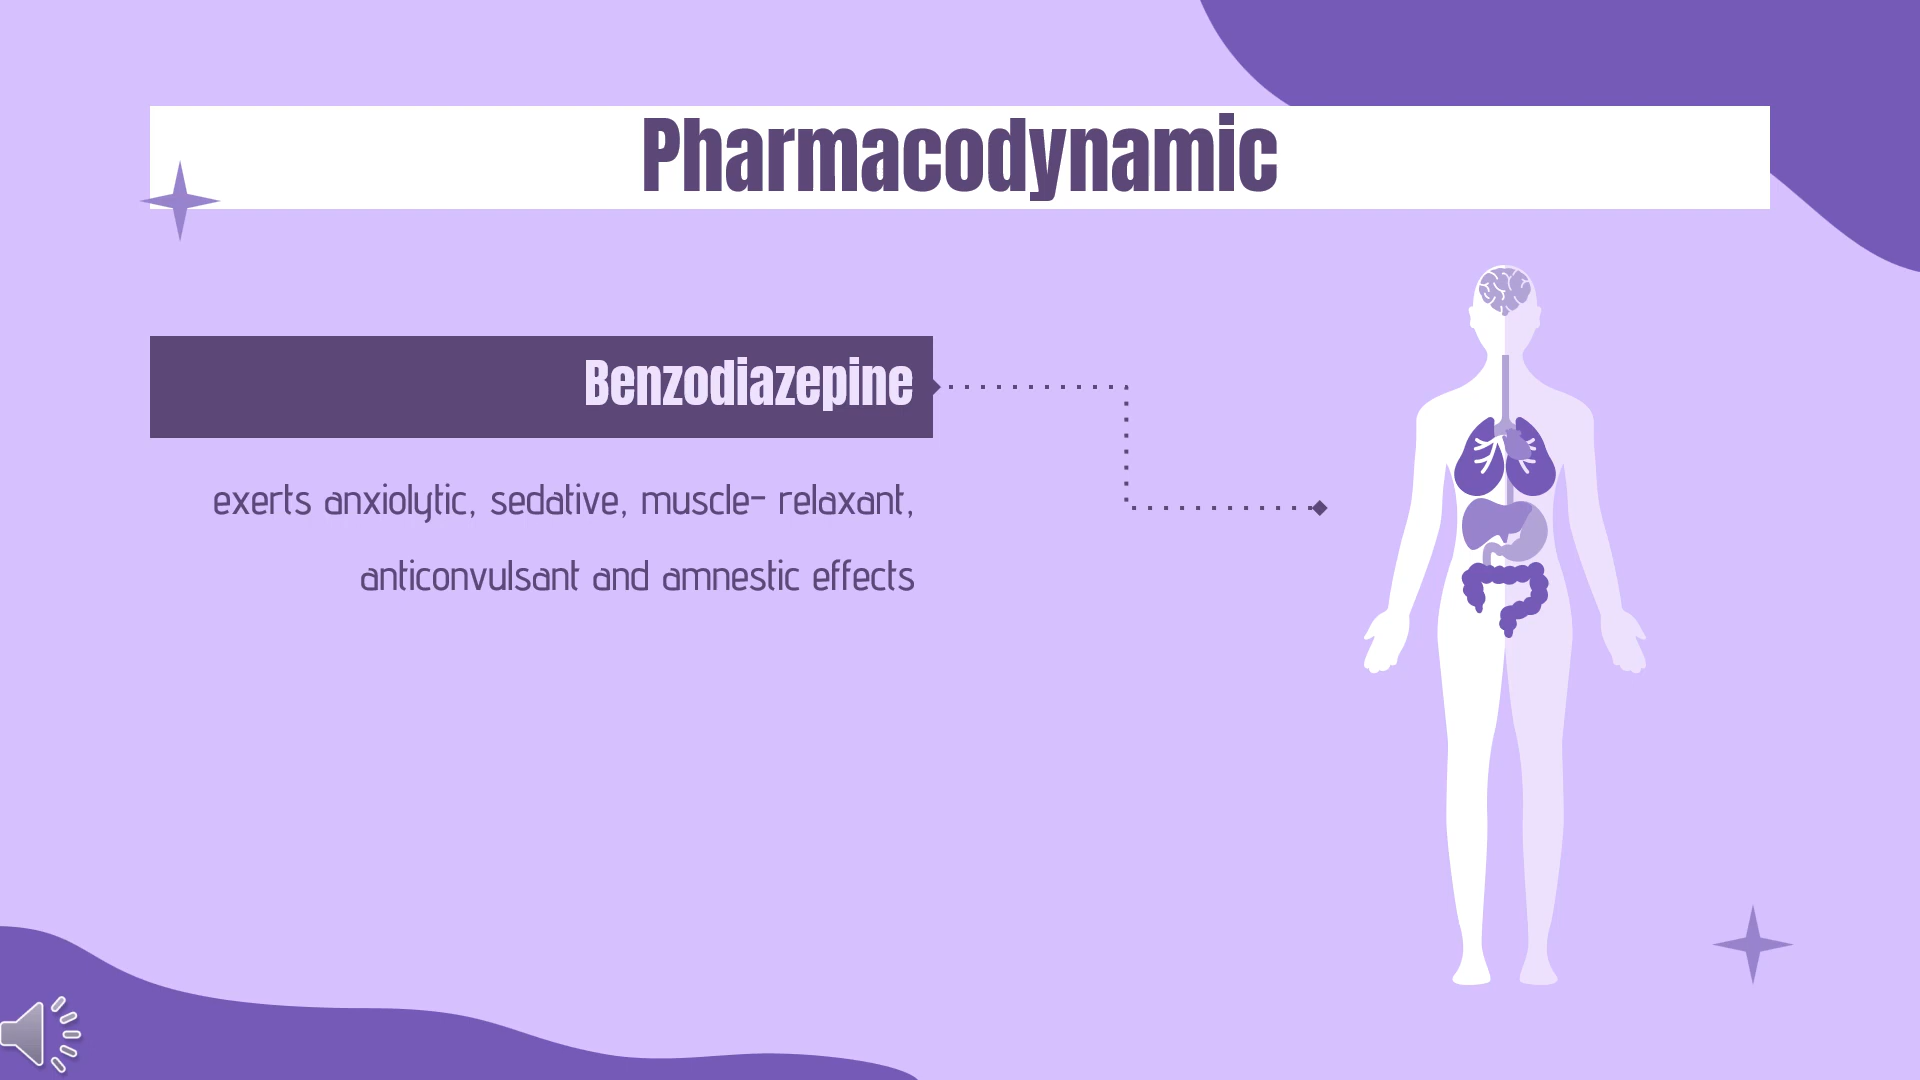 Pharmacodynamic
Benzodiazepine
exerts anxiolytic, sedative, muscle- relaxant,
anticonvulsant and amnestic effects